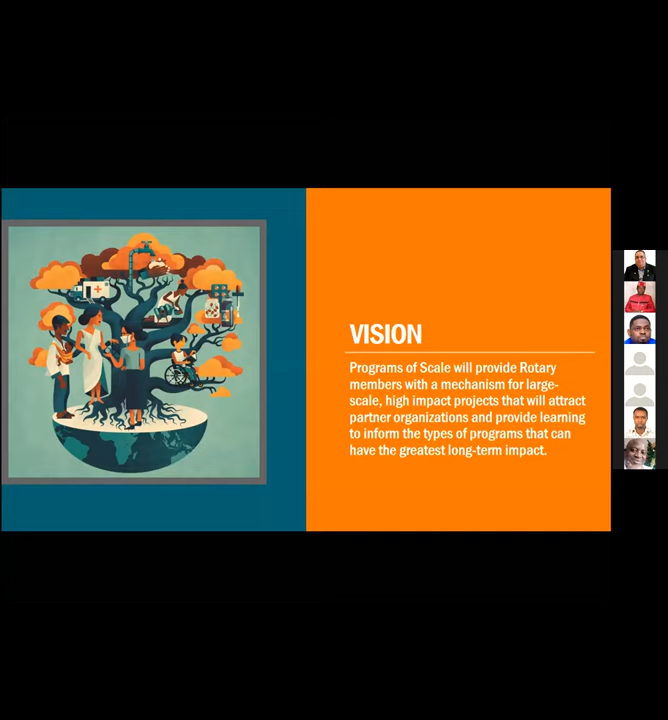 VISION
Programs of Scale will provide Rotary
members with a mechanism for large-
scale, high impact projects that will attract
partner organizations and provide learning
to inform the types of programs that can
have the greatest long-term impact.